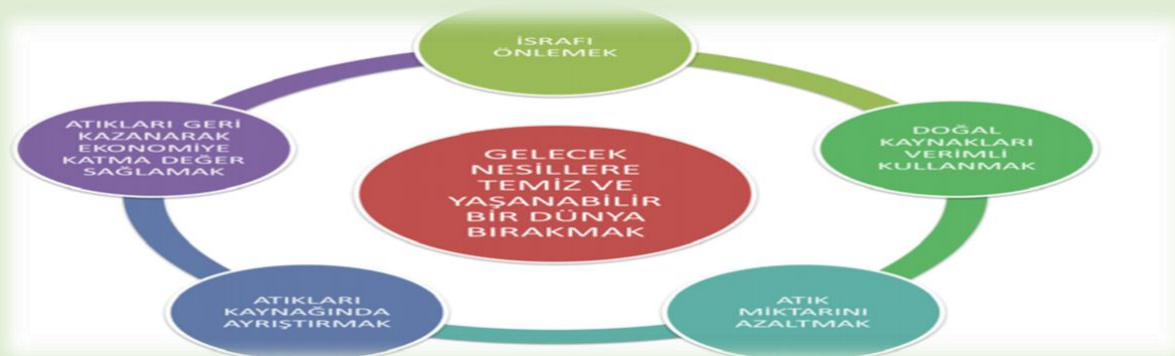 İSRAFI
ÖNLEMEK
DOĞAL
KAYNAKLARI
VERİMLİ
KULLANMAK
ATIK
MİKTARINI
AZALTMAK
ATIKLARI
KAYNAĞINDA
AYRIŞTIRMAK
ATIKLARI GERİ
KAZANARAK
EKONOMİYE
KATMA DEĞER
SAĞLAMAK
GELECEK
NESİLLERE
TEMİZ VE
YAŞANABİLİR
BİR DÜNYA
BIRAKMAK